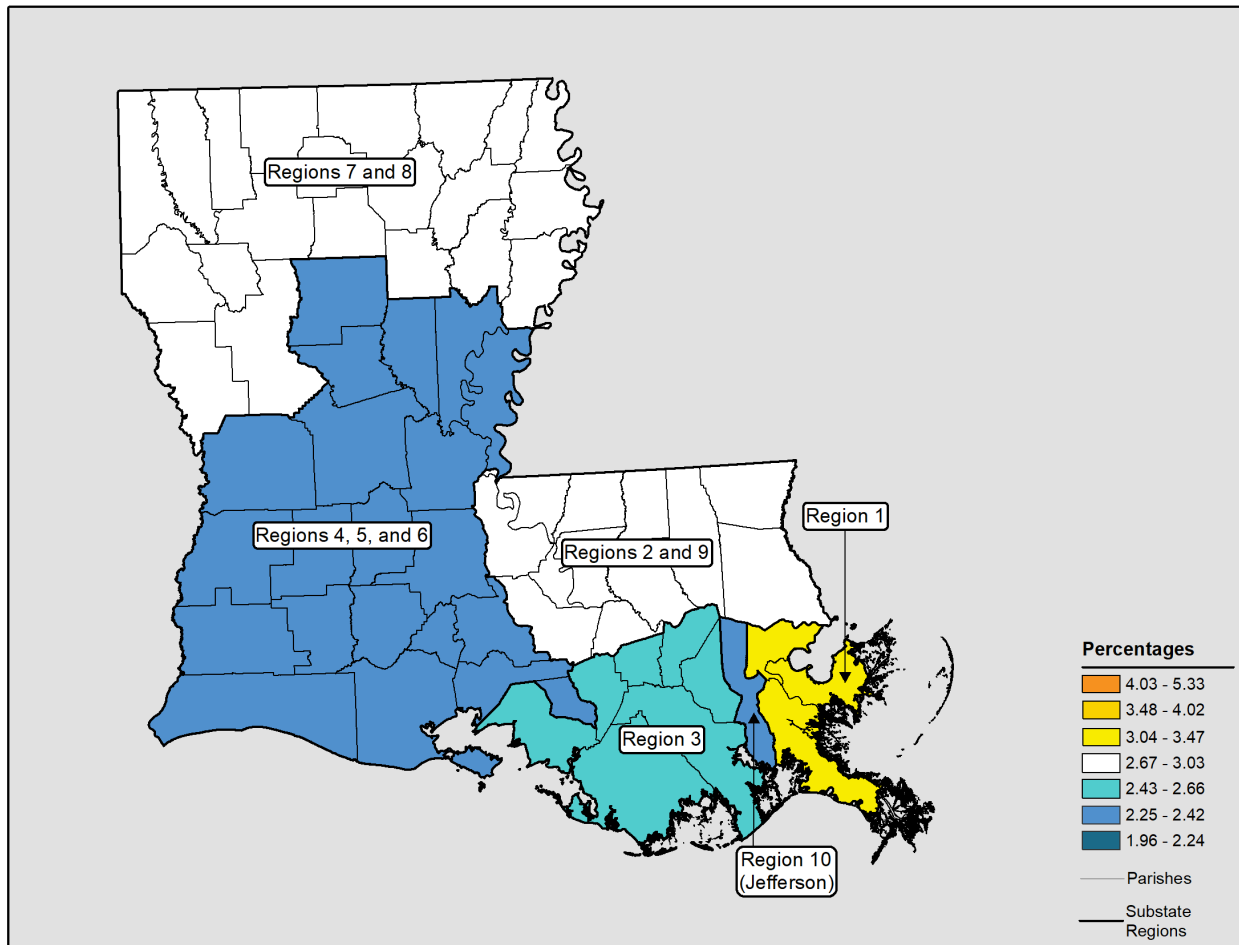 Regions 7 and 8
Regions 4, 5, and 6
Regions 2 and 9
Region 1
Region 3
Region 10
(Jefferson)
Percentages
4.03 - 5.33
3.48 - 4.02
3.04 - 3.47
2.67 - 3.03
2.43 - 2.66
2.25 - 2.42
1.96 - 2.24
Parishes
Substate
Regions